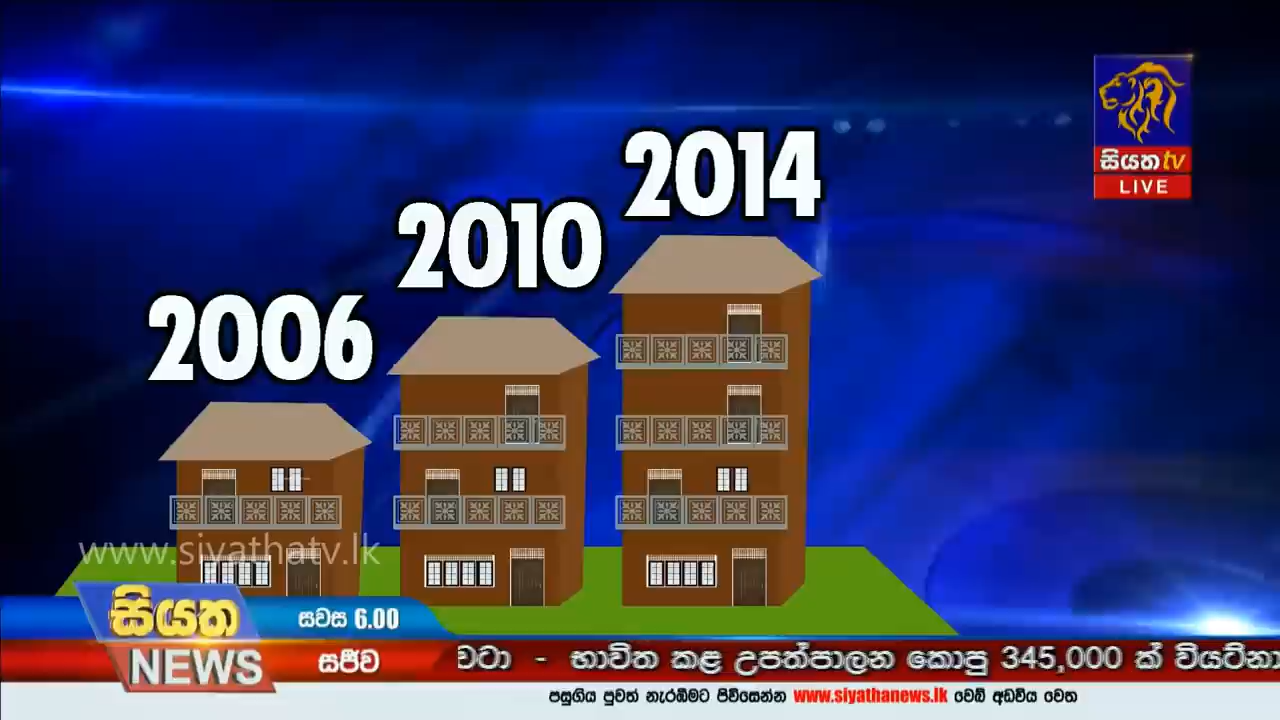 සියත tv
LIVE
2014
2010
2006
www.siyathatv.lk
සියත
NEWS
සවස 6.00
සජීව
වටා - භාවිත කළ උපත්පාලන කොපු 345,000 ක් වියට්නා
පසුගිය පුවත් නැරඹීමට පිවිසෙන්න www.siyathanews.lk වෙබ් අඩවිය වෙත